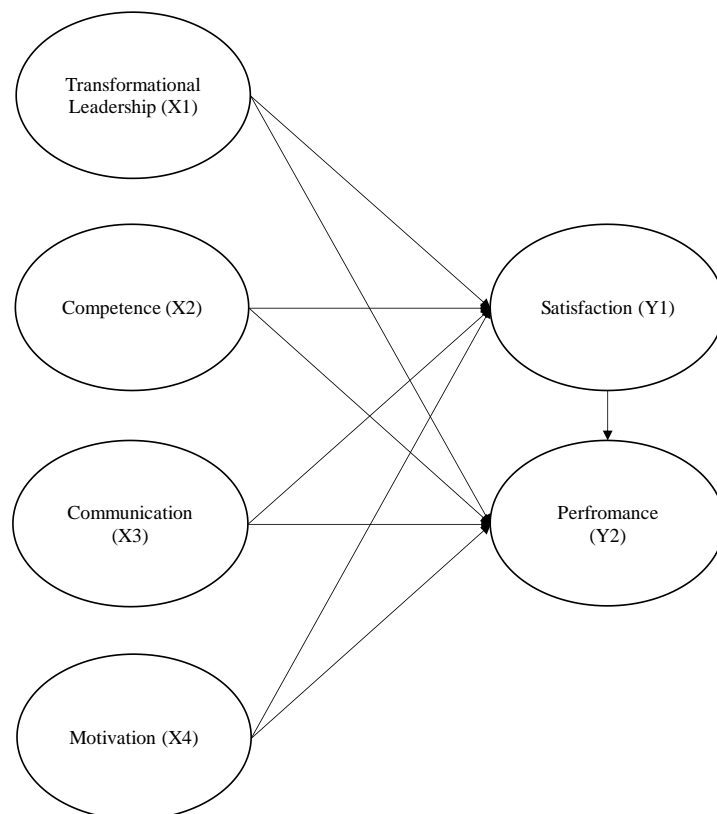 Transformational
Leadership (X1)
Competence (X2)
Satisfaction (Y1)
Communication
(X3)
Perfromance
(Y2)
Motivation (X4)